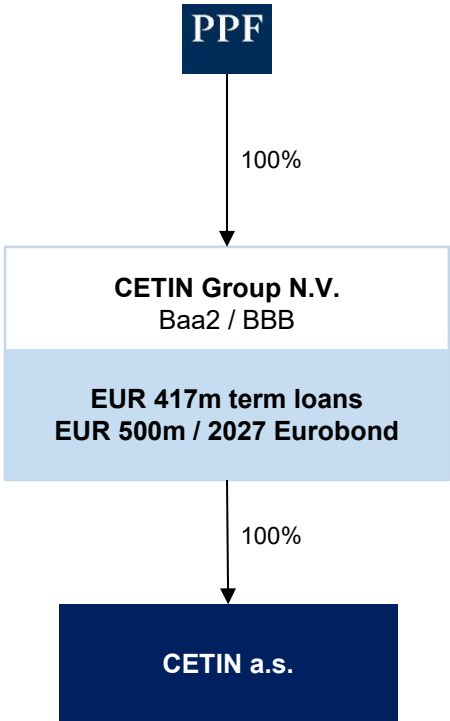 PPF
100%
CETIN Group N.V.
Baa2 / BBB
EUR 417m term loans
EUR 500m / 2027 Eurobond
100%
CETIN a.s.